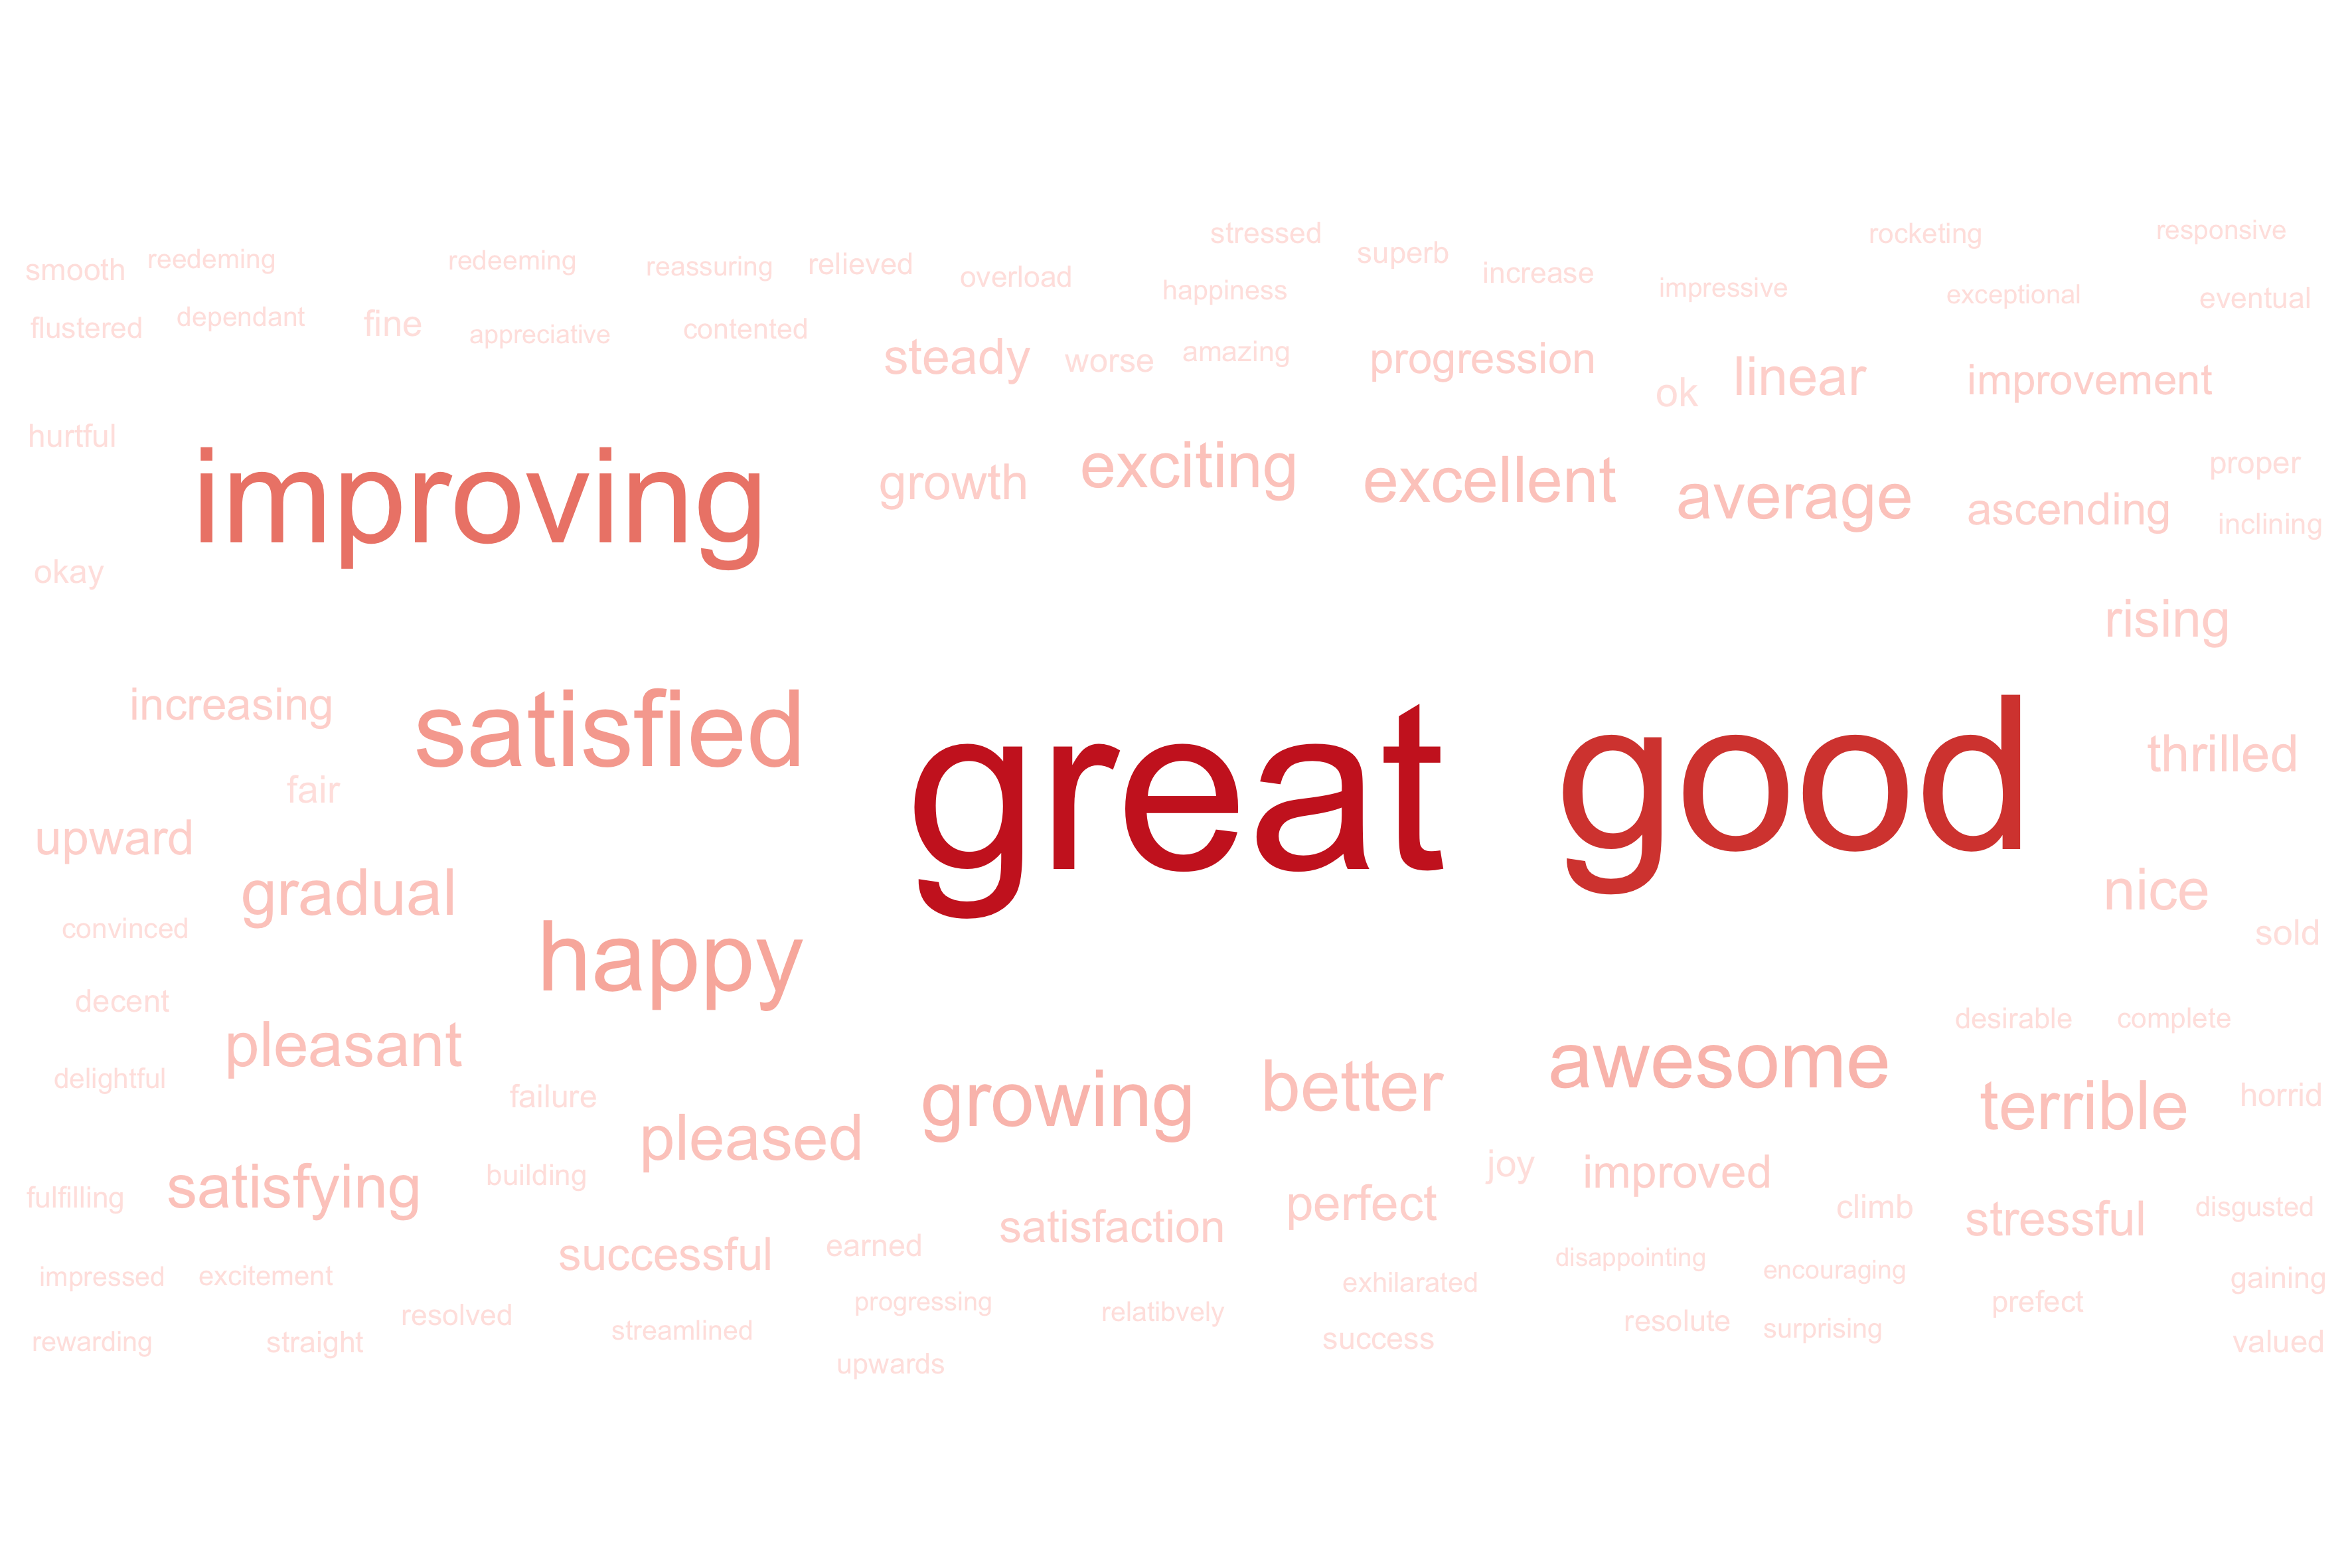 stressed
rocketing
responsive
smooth
reedeming
redeeming
reassuring
relieved
overload
superb
increase
happiness
impressive
exceptional
eventual
flustered
dependant
fine
appreciative
contented
steady
worse
amazing
progression
ok
linear
improvement
hurtful
improving
growth
exciting
excellent
average
ascending
proper
inclining
okay
rising
increasing
satisfied
great
good
thrilled
fair
upward
gradual
nice
convinced
happy
sold
decent
desirable
complete
pleasant
delightful
failure
growing
better
awesome
terrible
horrid
pleased
joy
improved
satisfying
building
fulfilling
perfect
climb
stressful
disgusted
satisfaction
successful
earned
disappointing
encouraging
impressed
excitement
exhilarated
gaining
progressing
relatibvely
prefect
resolved
streamlined
resolute
surprising
rewarding
straight
success
valued
upwards